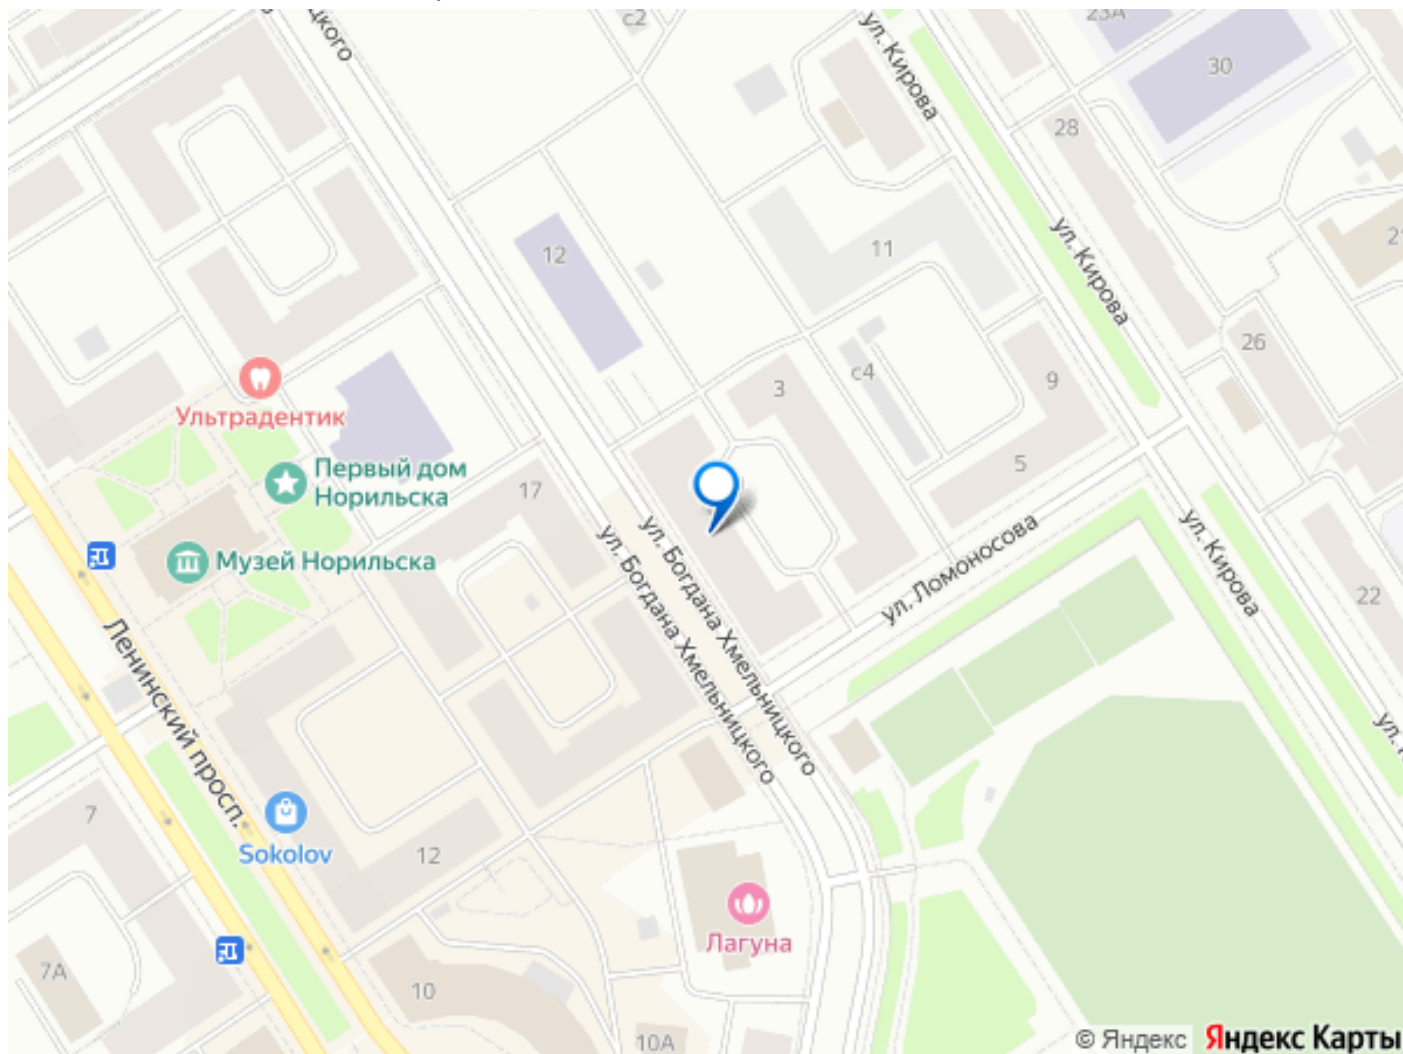 с2
цкого
ул. Кирова
23А
30
28
12
11
ул. Кирова
21
26
3
с4
9
Ультрадентик
Первый дом
Норильска
17
5
Музей Норильска
ул. Богдана Хмельницкого
ул. Богдана Хмельницкого
ул. Ломоносова
ул. Кирова
22
Ленинский просп.
7
Sokolov
12
Лагуна
7А
10
10А
© Яндекс Яндекс Карты